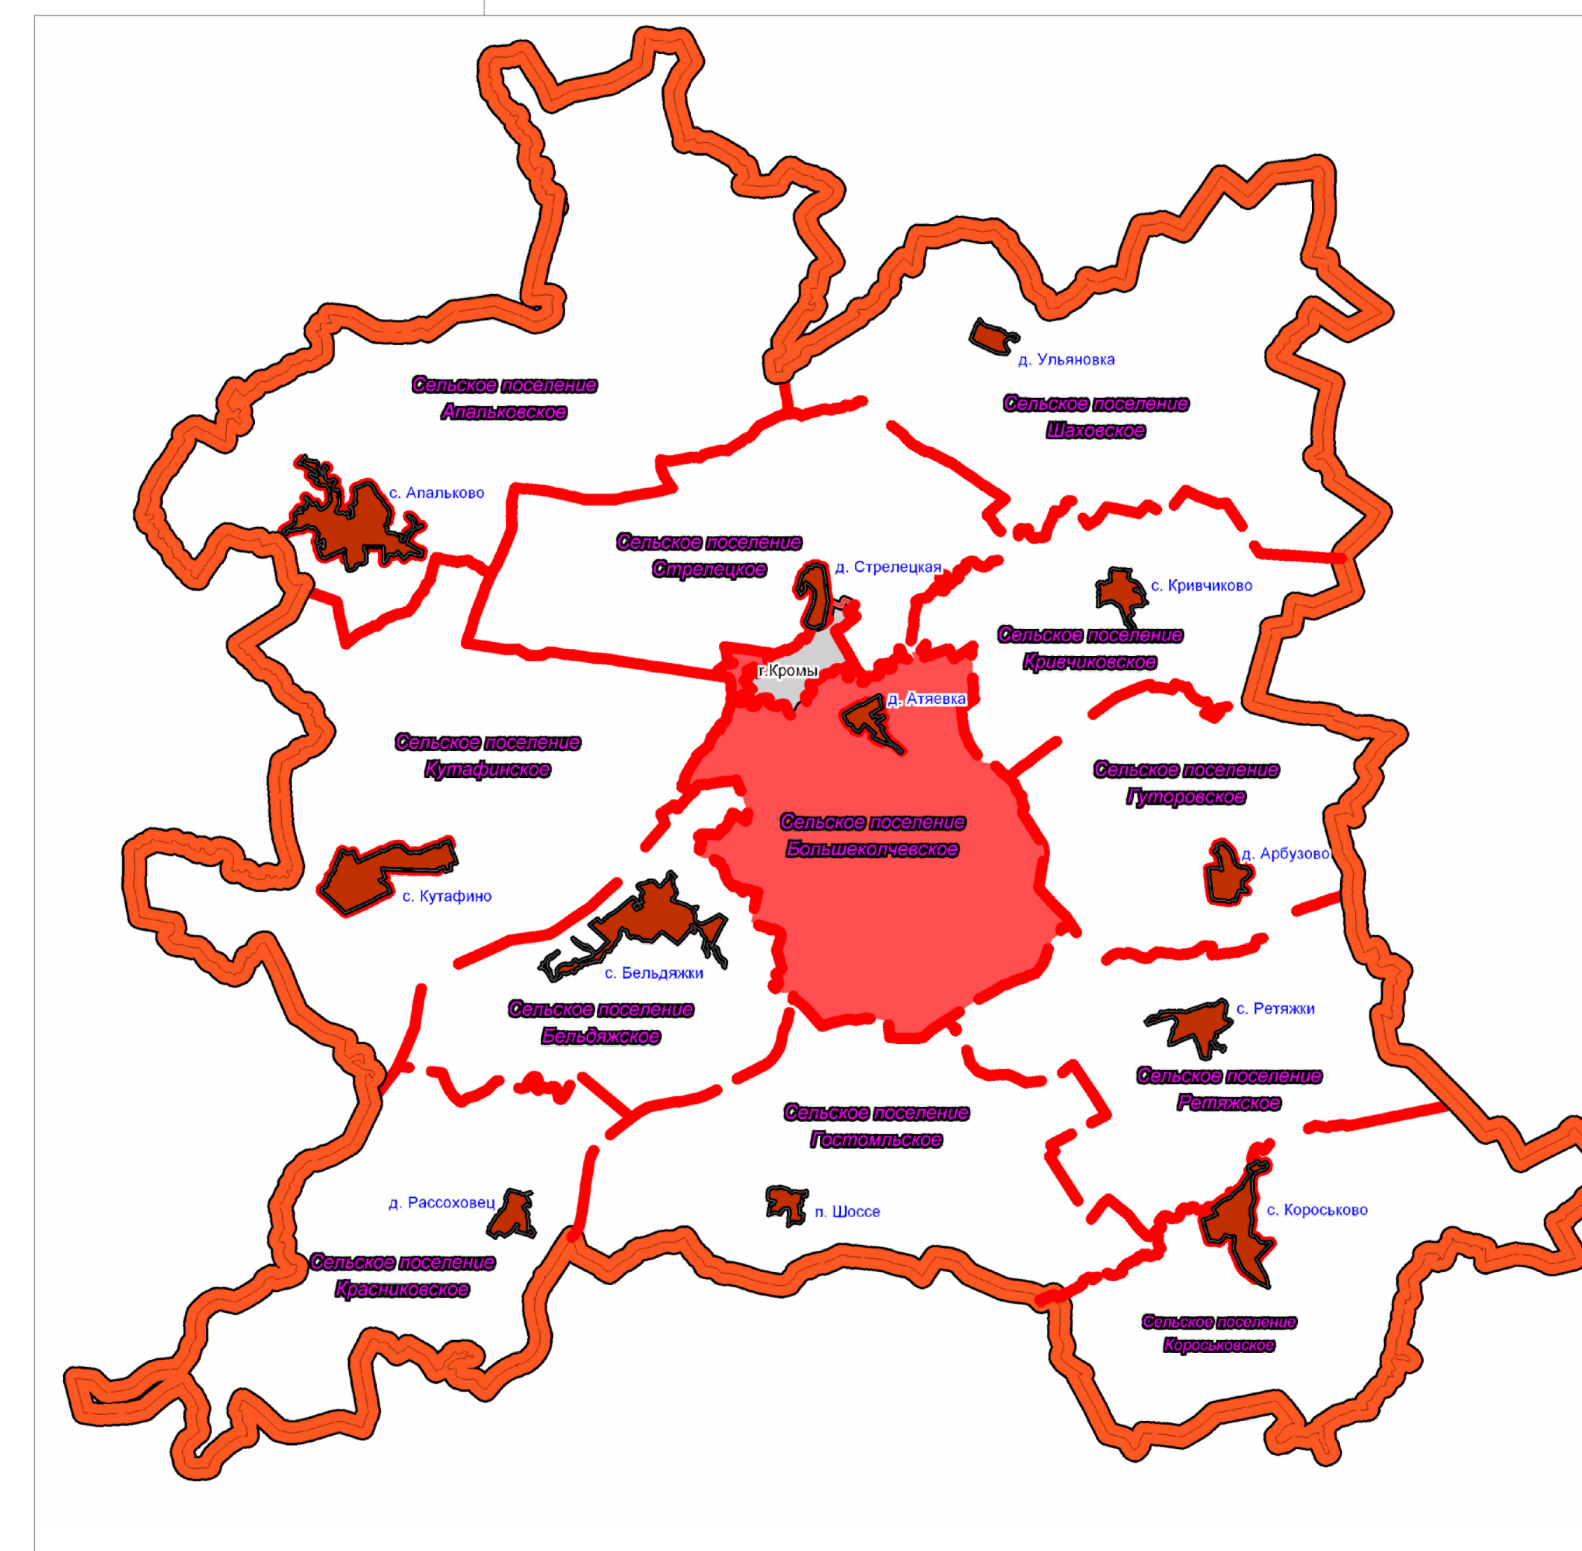 д. Ульяновка
Сельское поселение
Апальковское
Сельское поселение
Шаховское
с. Апальково
Сельское поселение
Стрелецкое
д. Стрелецкая
с. Кривчиково
Сельское поселение
Кривчиковское
г.Кромы
д. Атяевка
Сельское поселение
Кутафинское
Сельское поселение
Гуторовское
Сельское поселение
Большеколчевское
д. Арбузово
с. Кутафино
с. Бельдяжки
Сельское поселение
Бельдяжское
с. Ретяжки
Сельское поселение
Ретяжское
Сельское поселение
Гостомльское
д. Рассоховец
п. Шоссе
с. Короськово
Сельское поселение
Красниковское
Сельское поселение
Короськовское